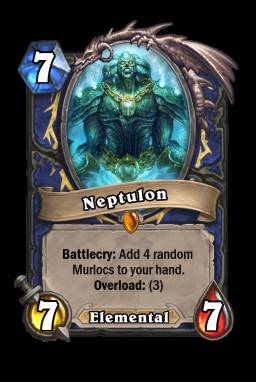 7
Neptulon
Battlecry: Add 4 random
Murlocs to your hand.
Overload: (3)
7
Elemental
7